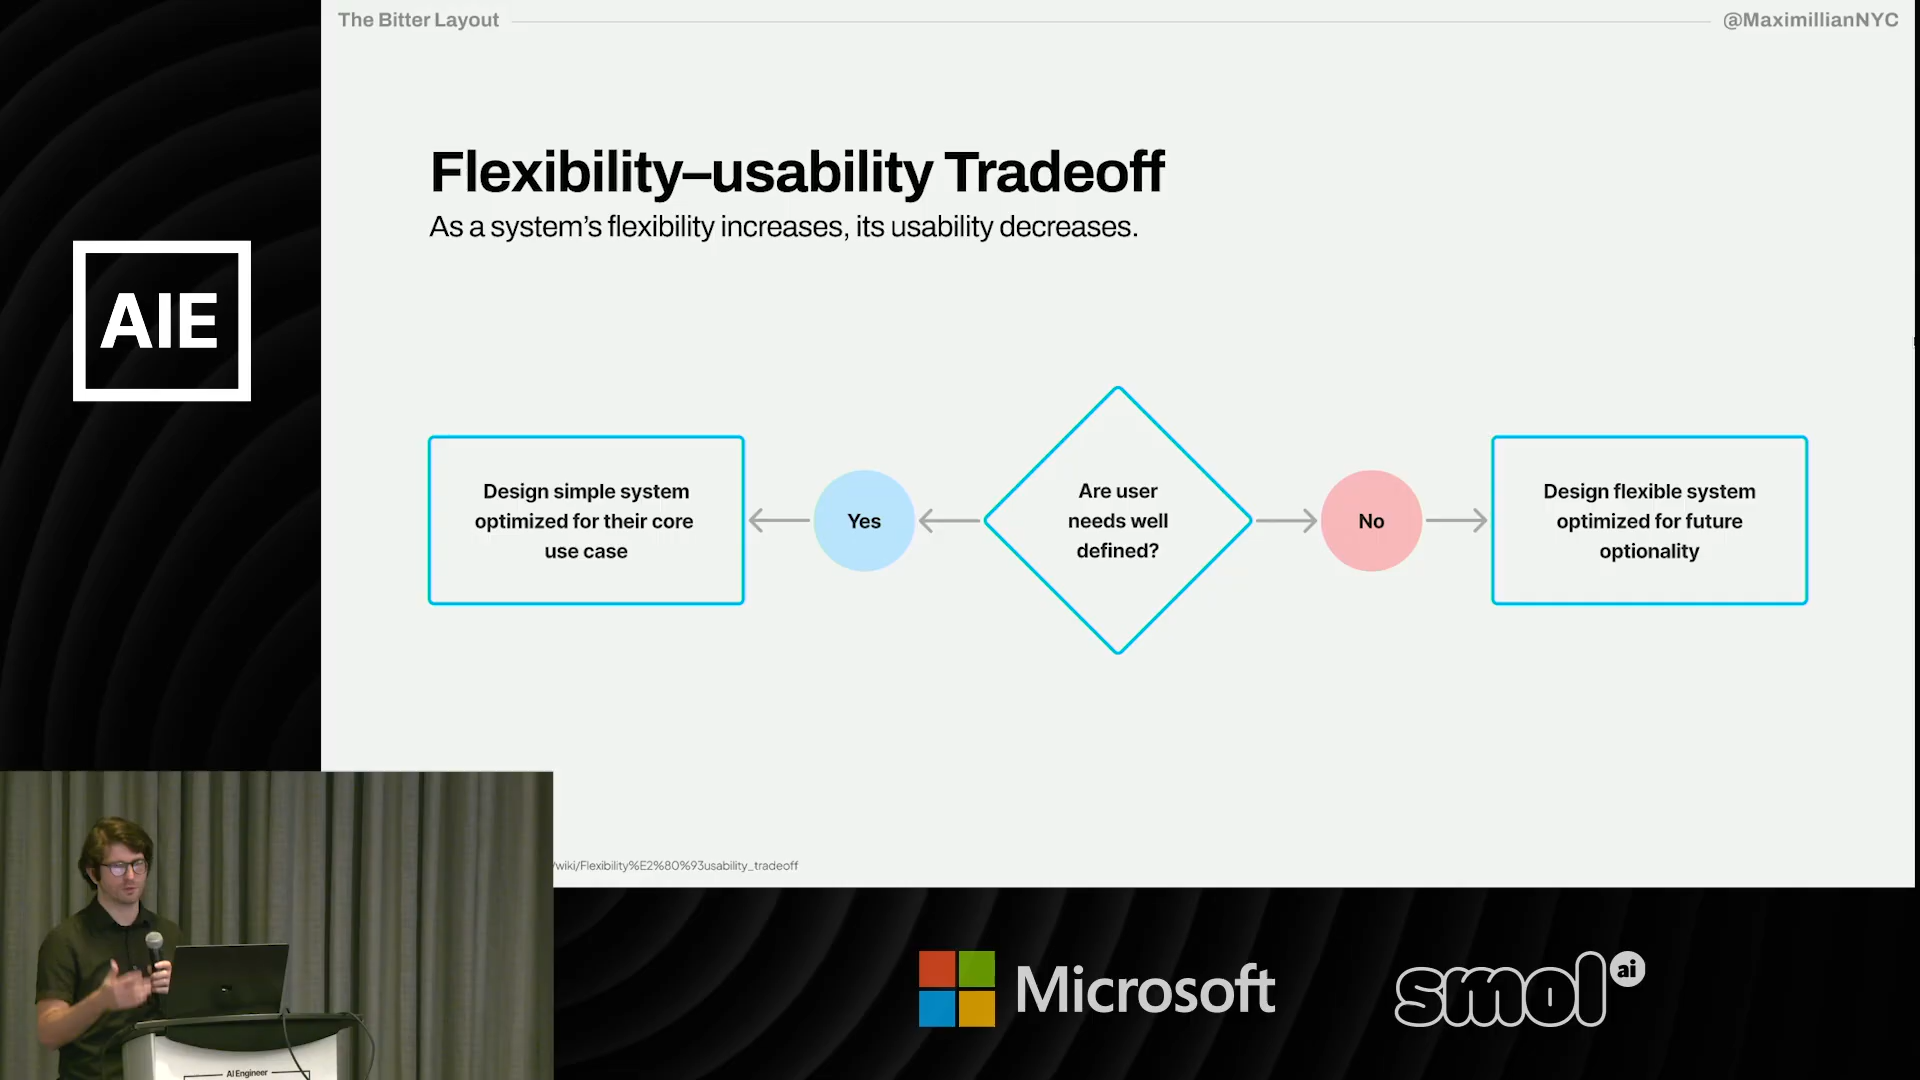 The Bitter Layout
@MaximillianNYC
Flexibility–usability Tradeoff
As a system’s flexibility increases, its usability decreases.
AIE
Design simple system
optimized for their core
use case
Yes
Are user
needs well
defined?
No
Design flexible system
optimized for future
optionality
/wiki/Flexibility%E2%80%93usability_tradeoff
Microsoft
smol ai
AI Engineer